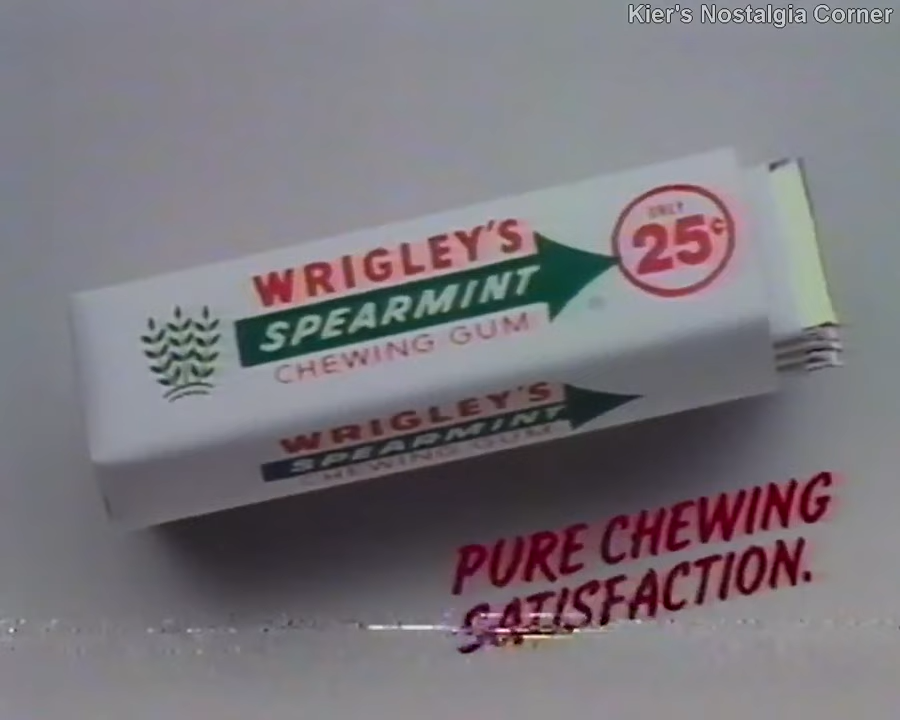 Kier's Nostalgia Corner
ONLY
25¢
WRIGLEY'S
SPEARMINT
CHEWING GUM
WRIGLEY'S
SPEARMINT
CHEWING GUM
PURE CHEWING
SATISFACTION.